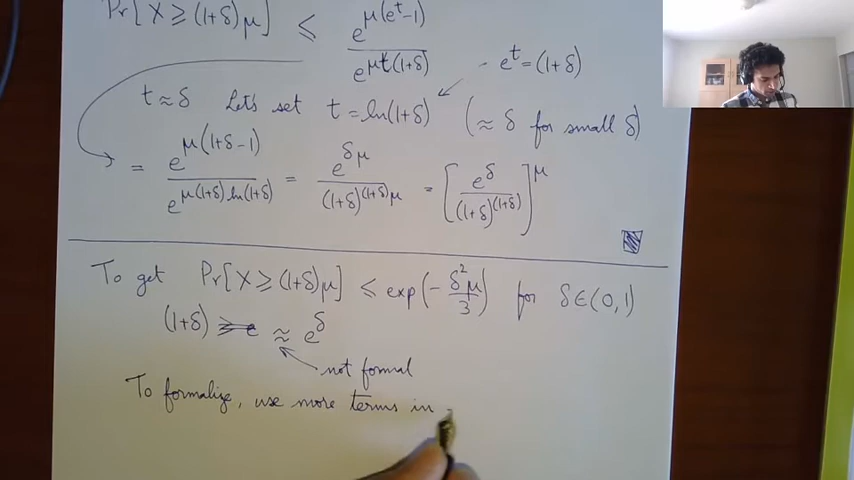 Pr[X ≥ (1+δ)μ] ≤ e^{μ(e^t-1)} / e^{μt(1+δ)}
- e^t = (1+δ)
t ≈ δ Let's set t = ln(1+δ) (≈ δ for small δ)
= e^{μ(1+δ-1)} / e^{μ(1+δ)ln(1+δ)} = e^{δμ} / (1+δ)^{(1+δ)μ} = [e^δ / (1+δ)^{(1+δ)}]^μ
To get Pr[X ≥ (1+δ)μ] ≤ exp(-δ²μ/3) for δ∈(0,1)
(1+δ) ≈ e^δ
not formal
To formalize, use more terms in